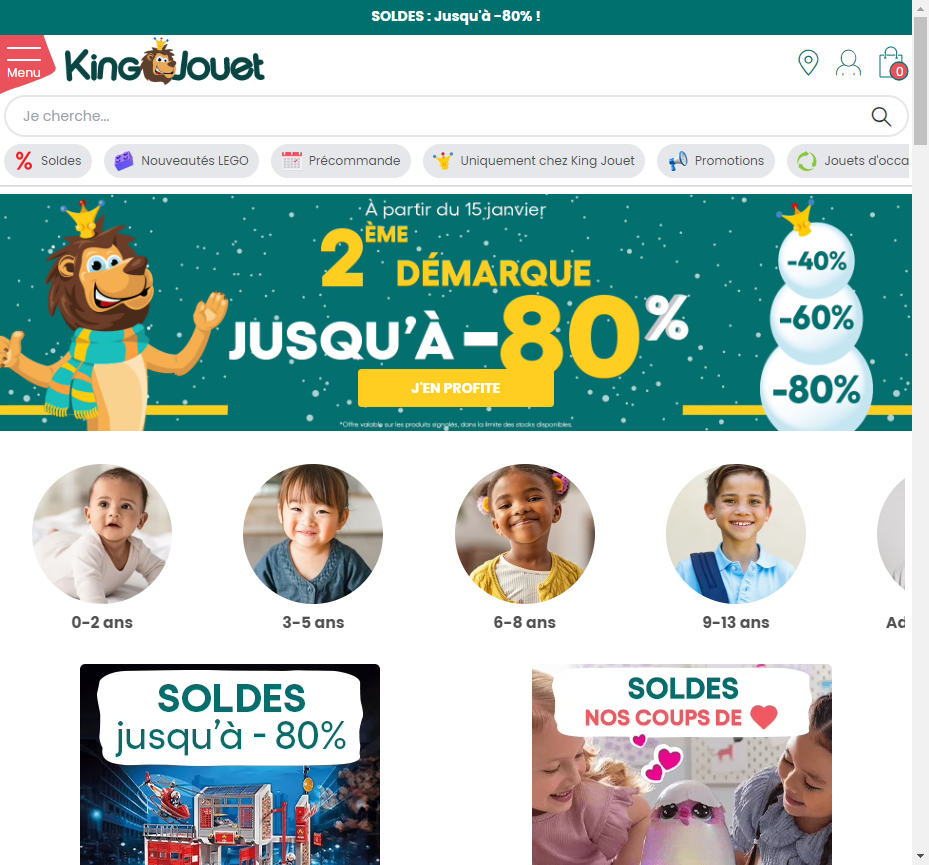 SOLDES : Jusqu'à -80% !
Menu
King Jouet
0
Je cherche...
Soldes
Nouveautés LEGO
Précommande
Uniquement chez King Jouet
Promotions
Jouets d'occa
À partir du 15 janvier
2ÈME
DÉMARQUE
JUSQU'À -80%
J'EN PROFITE
*Offre valable sur les produits signalés, dans la limite des stocks disponibles.
-40%
-60%
-80%
0-2 ans
3-5 ans
6-8 ans
9-13 ans
Ad
SOLDES
jusqu'à - 80%
SOLDES
NOS COUPS DE